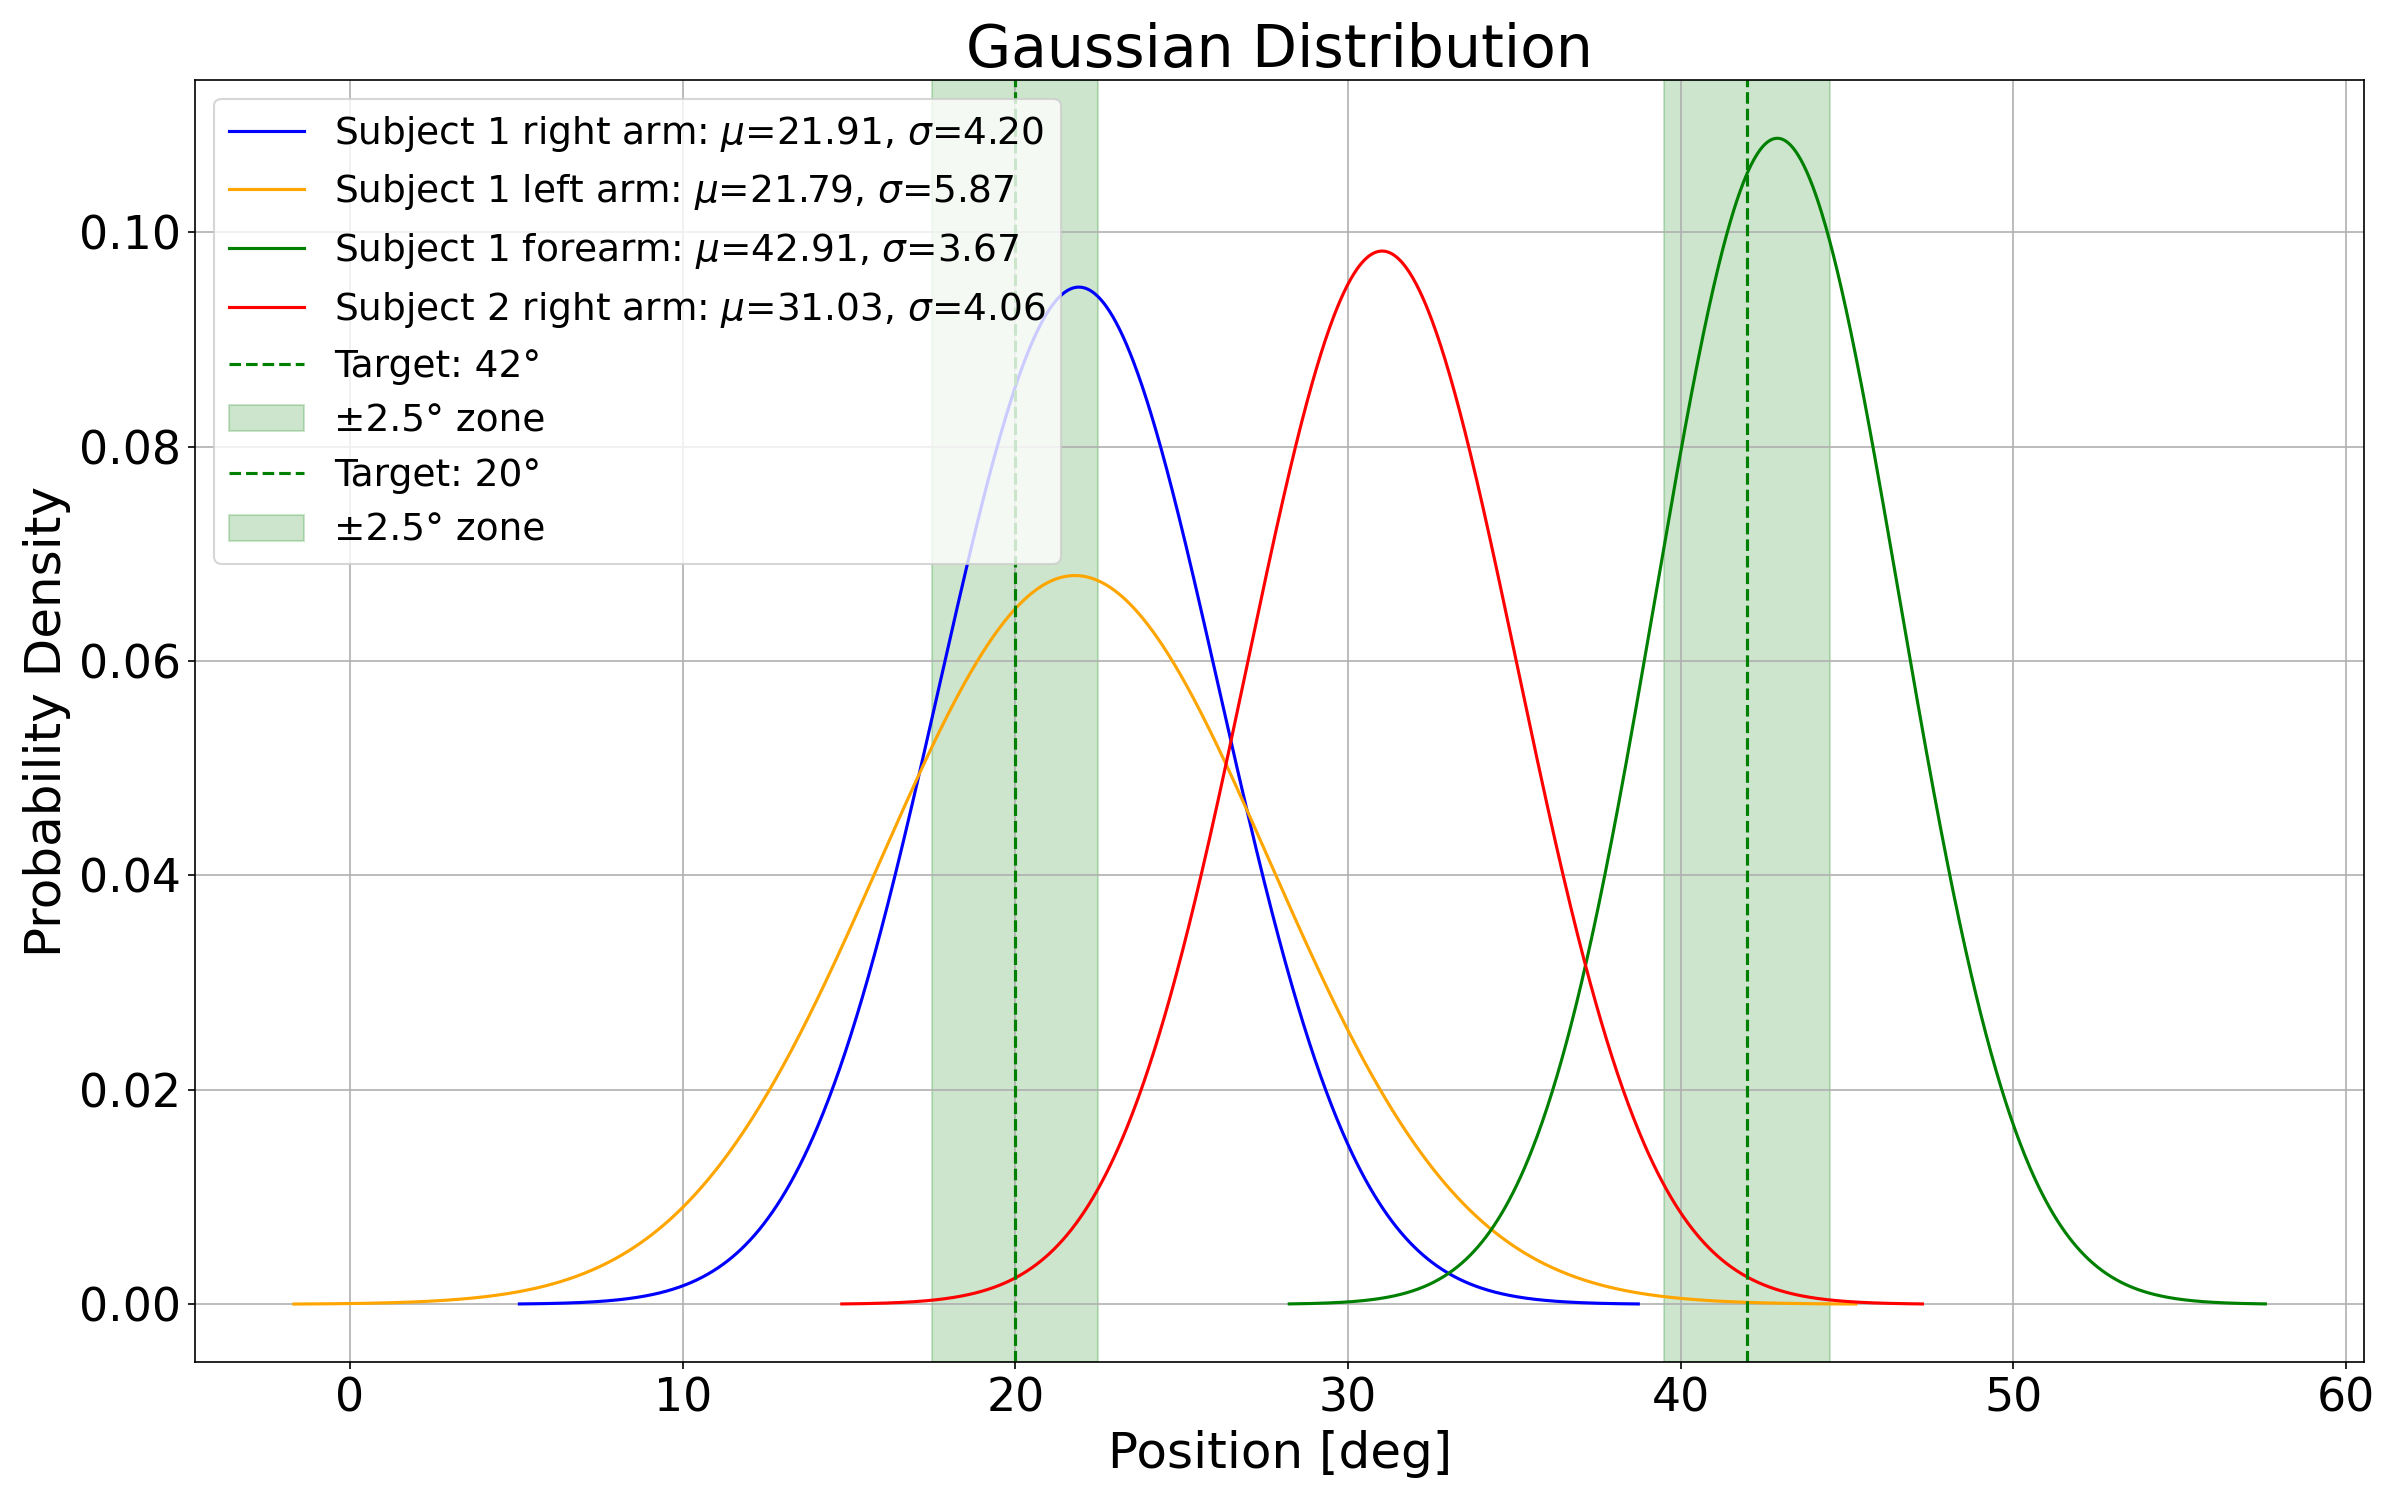 Gaussian Distribution
Subject 1 right arm: μ=21.91, σ=4.20
Subject 1 left arm: μ=21.79, σ=5.87
Subject 1 forearm: μ=42.91, σ=3.67
Subject 2 right arm: μ=31.03, σ=4.06
Target: 42°
±2.5° zone
Target: 20°
±2.5° zone
Probability Density
0.10
0.08
0.06
0.04
0.02
0.00
0 10 20 30 40 50 60
Position [deg]